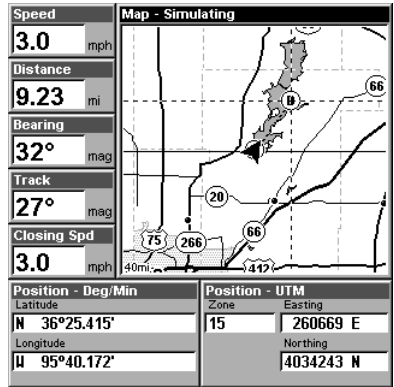 Speed
3.0 mph
Distance
9.23 mi
Bearing
32° mag
Track
27° mag
Closing Spd
3.0 mph
Map - Simulating
66
D
20
75
266
66
412
40mi
Position - Deg/Min
Latitude
N 36°25.415'
Longitude
W 95°40.172'
Position - UTM
Zone Easting
15 260669 E
Northing
4034243 N